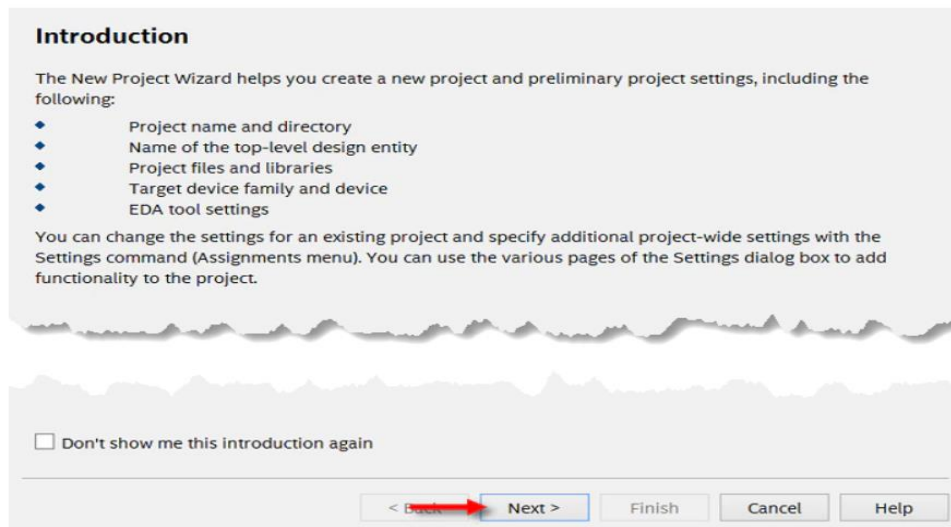 Introduction
The New Project Wizard helps you create a new project and preliminary project settings, including the
following:
Project name and directory
Name of the top-level design entity
Project files and libraries
Target device family and device
EDA tool settings
You can change the settings for an existing project and specify additional project-wide settings with the
Settings command (Assignments menu). You can use the various pages of the Settings dialog box to add
functionality to the project.
Don't show me this introduction again
< Back Next > Finish Cancel Help